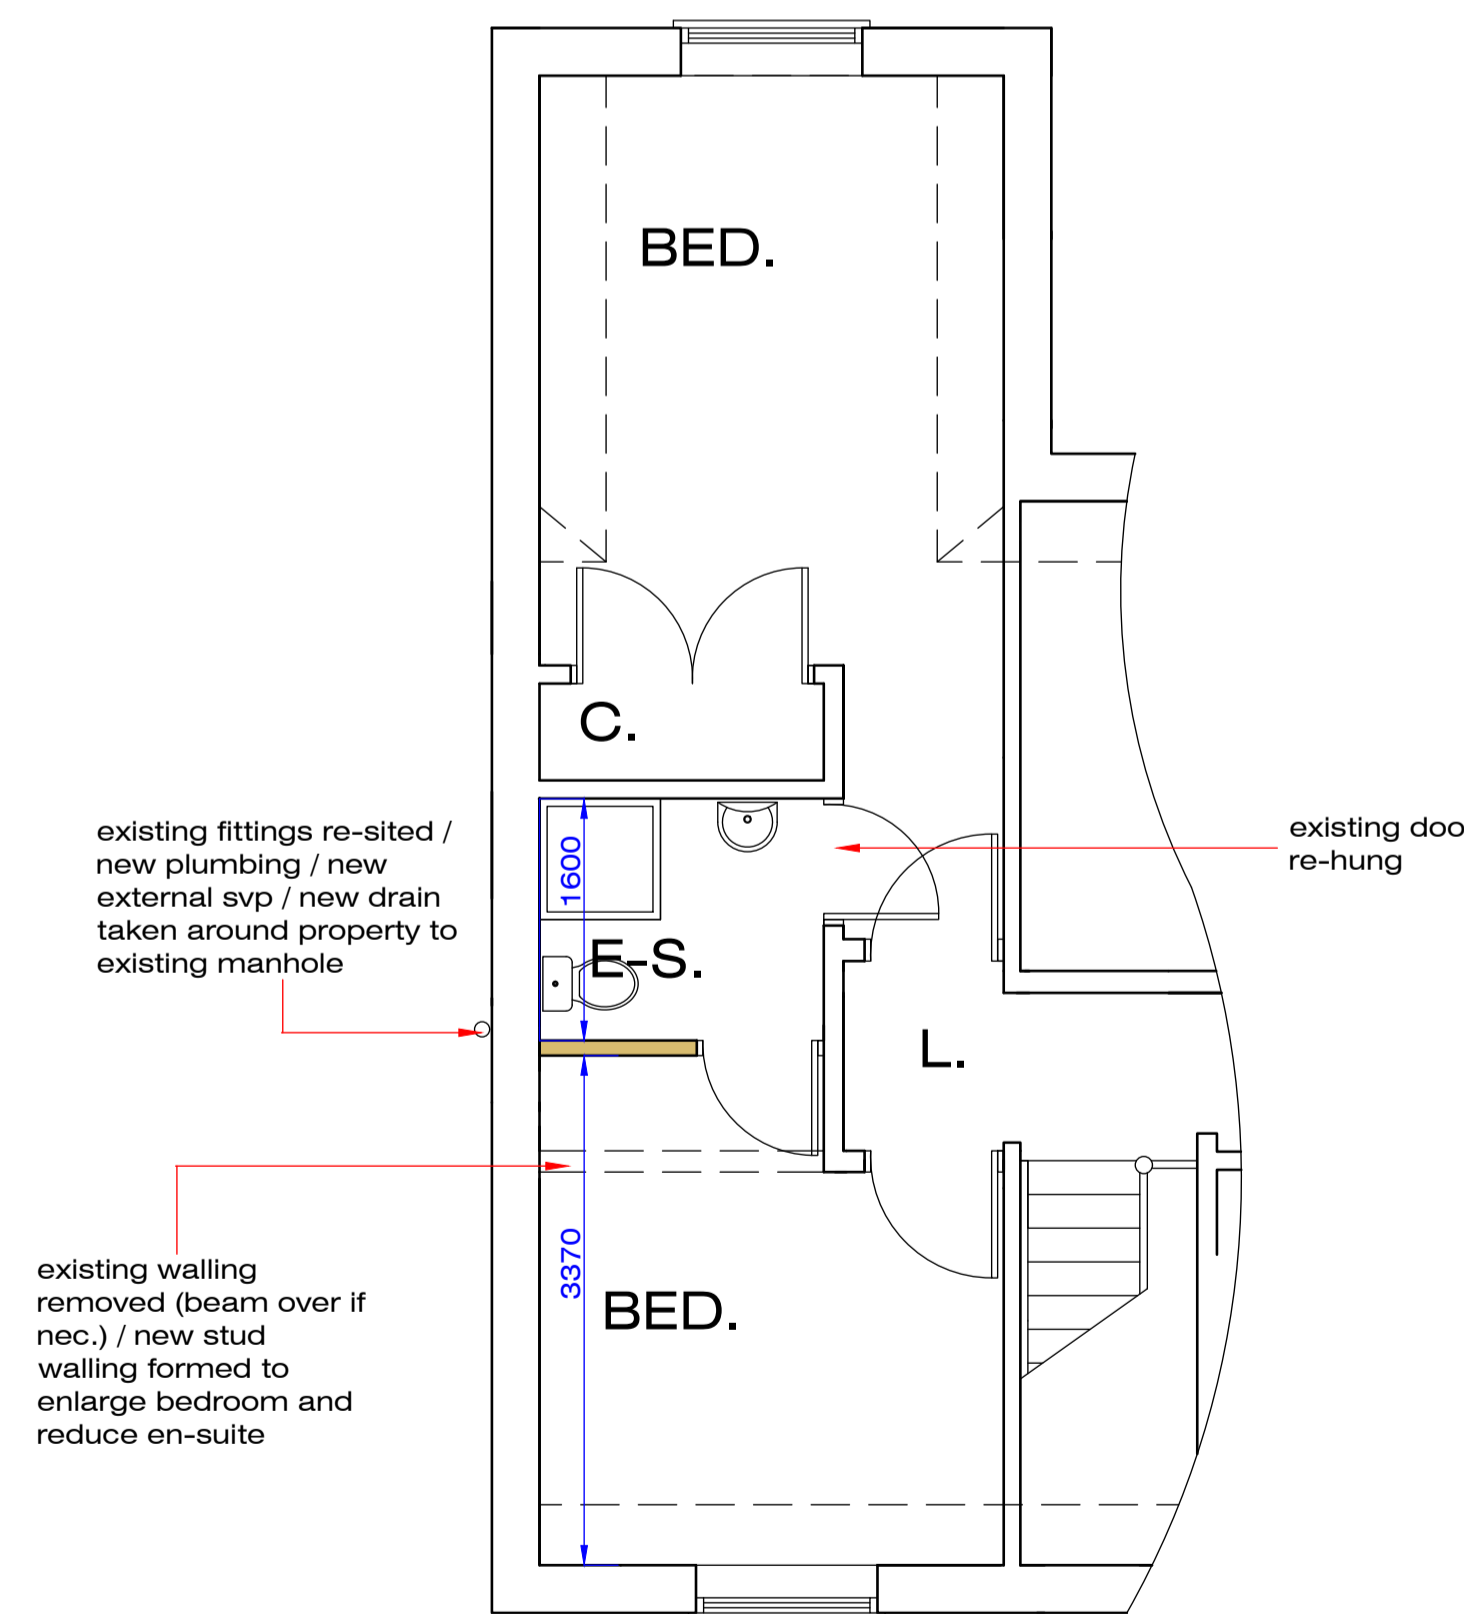 BED.
C.
existing fittings re-sited /
new plumbing / new
external svp / new drain
taken around property to
existing manhole
1600
existing doo
re-hung
E-S.
L.
3370
existing walling
removed (beam over if
nec.) / new stud
walling formed to
enlarge bedroom and
reduce en-suite
BED.